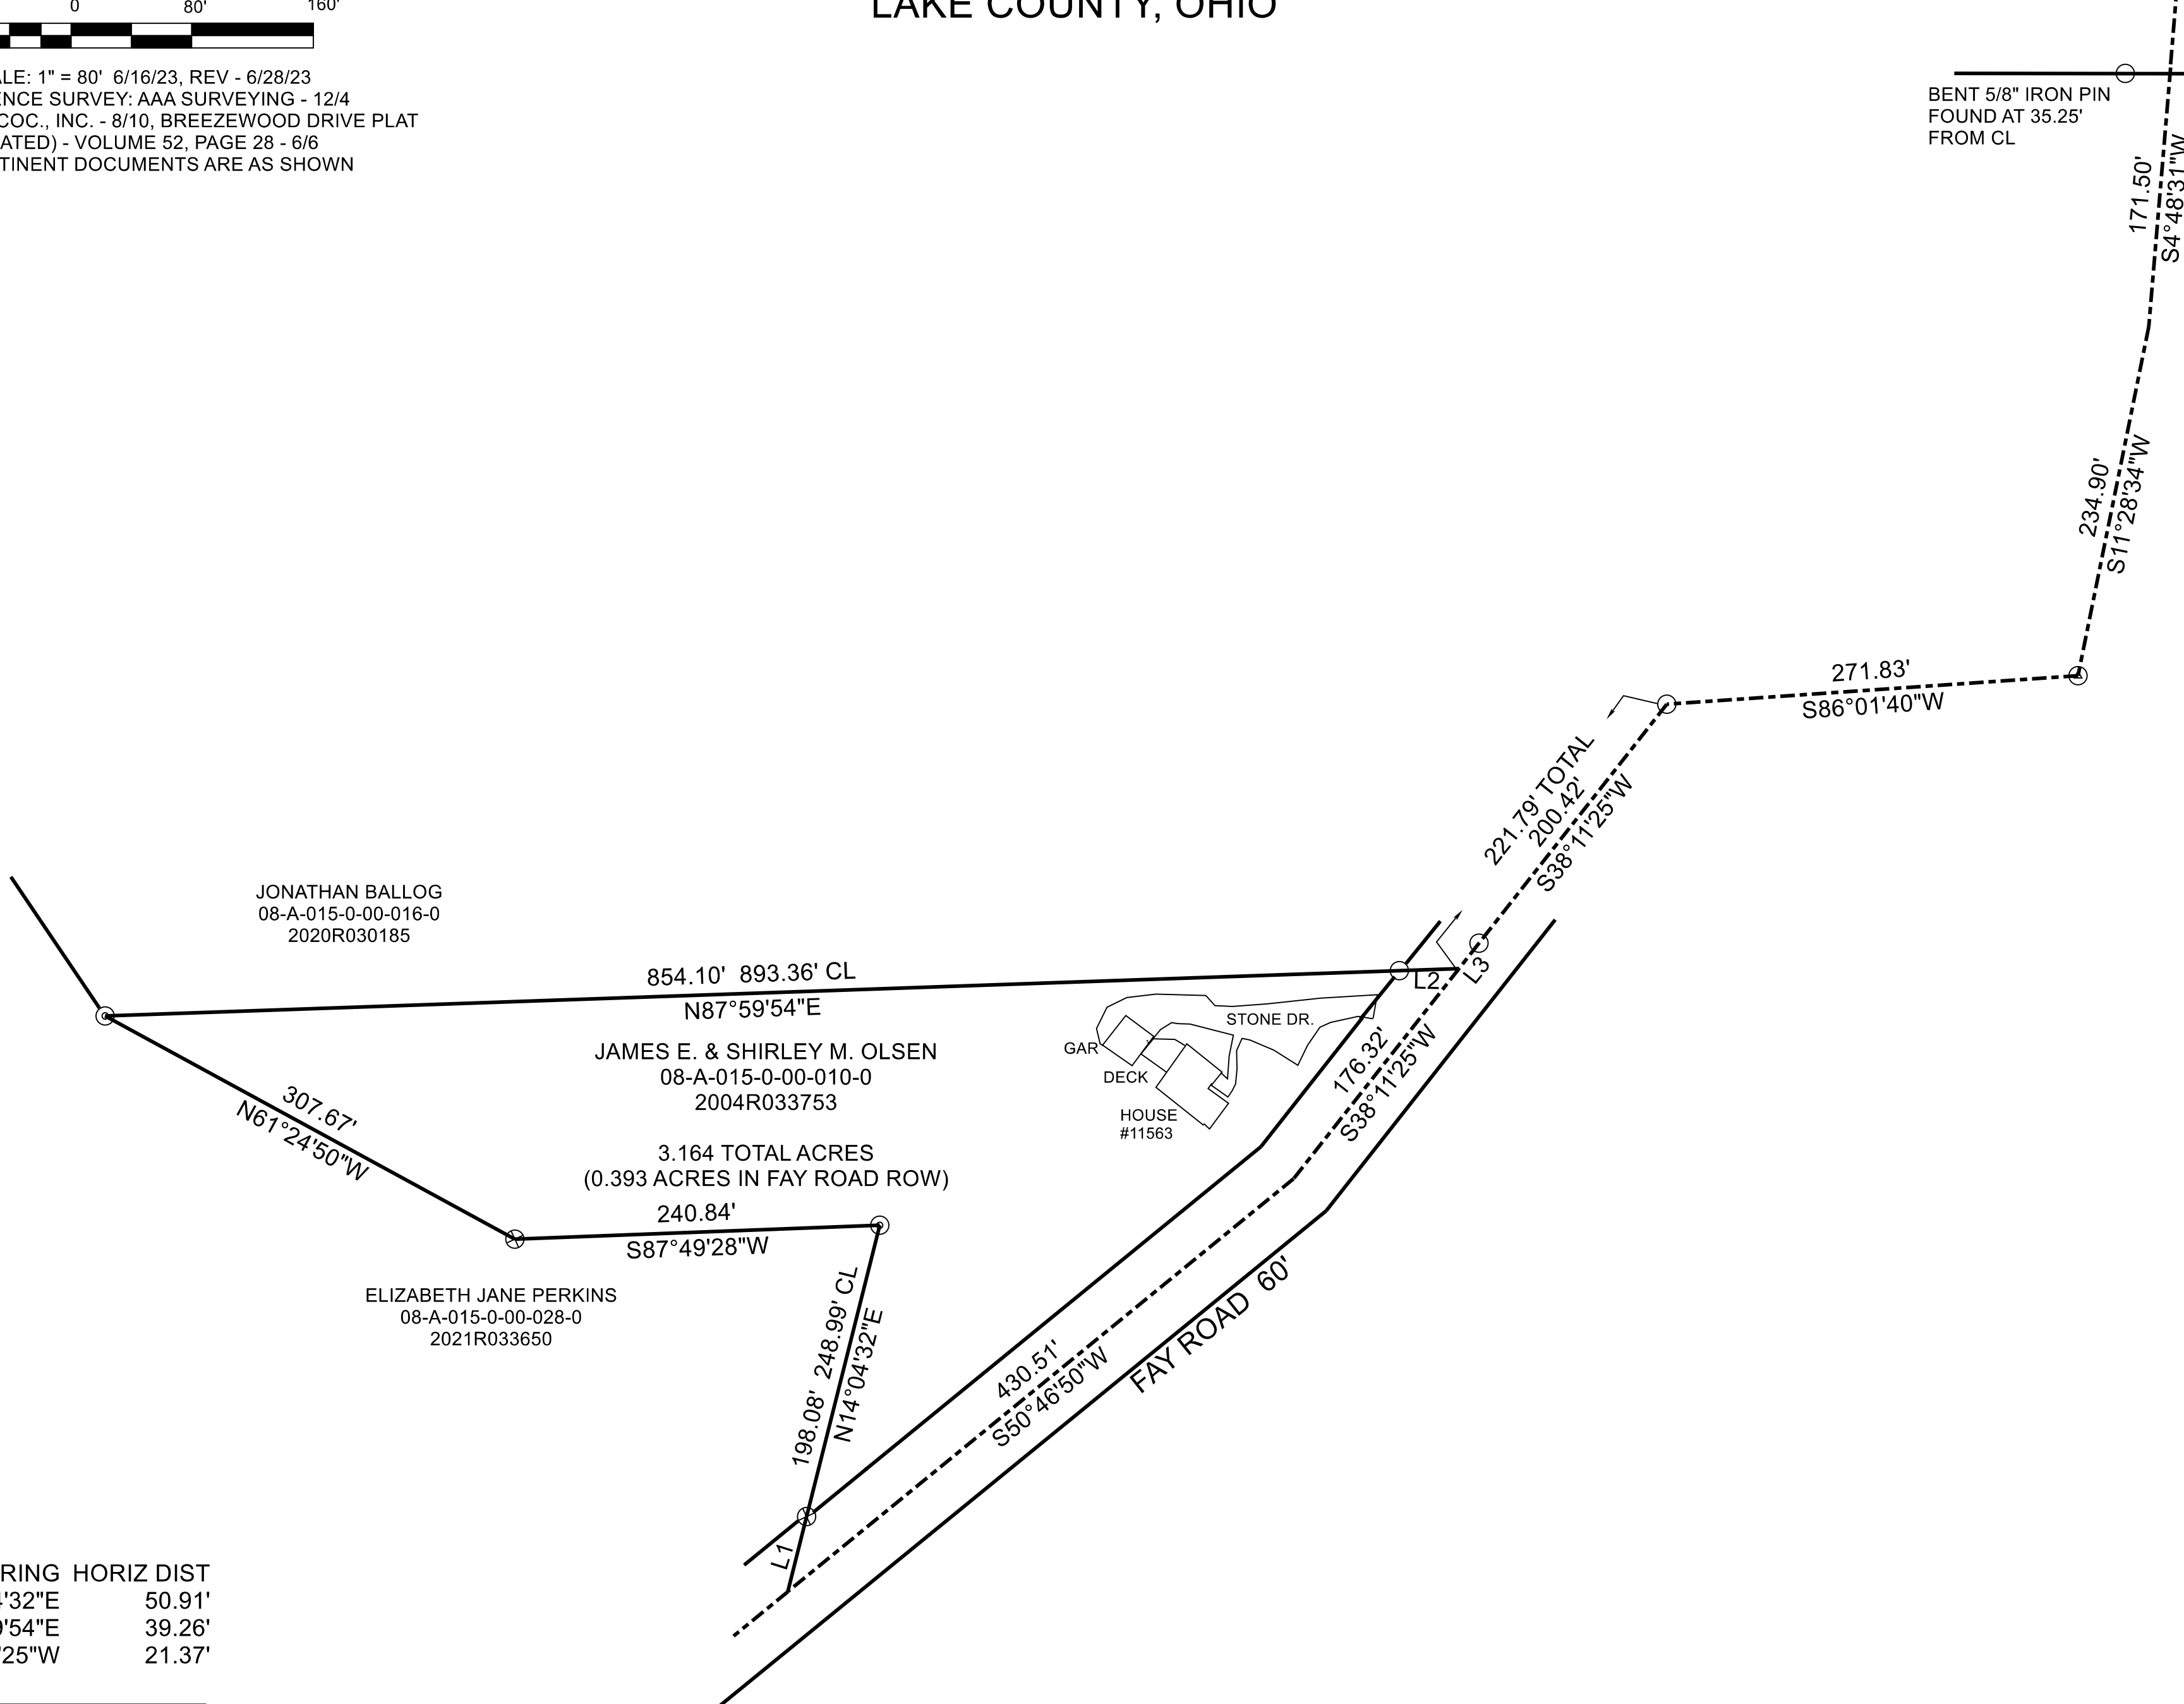 0 80' 160'
LAKE COUNTY, OHIO
ALE: 1" = 80' 6/16/23, REV - 6/28/23
ENCE SURVEY: AAA SURVEYING - 12/4
COC., INC. - 8/10, BREEZEWOOD DRIVE PLAT
ATED) - VOLUME 52, PAGE 28 - 6/6
TINENT DOCUMENTS ARE AS SHOWN
BENT 5/8" IRON PIN
FOUND AT 35.25'
FROM CL
171.50'
S4°48'31"W
234.90'
S11°28'34"W
271.83'
S86°01'40"W
221.79' TOTAL
200.42'
S38°11'25"W
JONATHAN BALLOG
08-A-015-0-00-016-0
2020R030185
854.10' 893.36' CL
N87°59'54"E
L2
L3
STONE DR.
GAR
DECK
HOUSE
#11563
176.32'
S38°11'25"W
JAMES E. & SHIRLEY M. OLSEN
08-A-015-0-00-010-0
2004R033753
3.164 TOTAL ACRES
(0.393 ACRES IN FAY ROAD ROW)
307.67'
N61°24'50"W
240.84'
S87°49'28"W
ELIZABETH JANE PERKINS
08-A-015-0-00-028-0
2021R033650
198.08' 248.99' CL
N14°04'32"E
430.51'
S50°46'50"W
FAY ROAD 60'
L1
RING HORIZ DIST
4'32"E 50.91'
9'54"E 39.26'
'25"W 21.37'